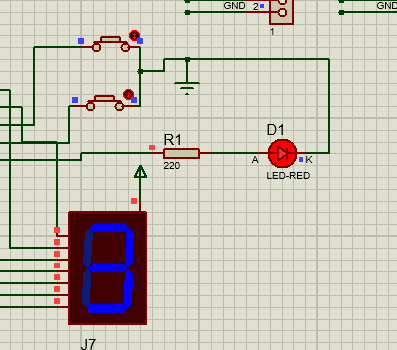 GND 2 GND
1
R1
220
D1
A K
LED-RED
J7